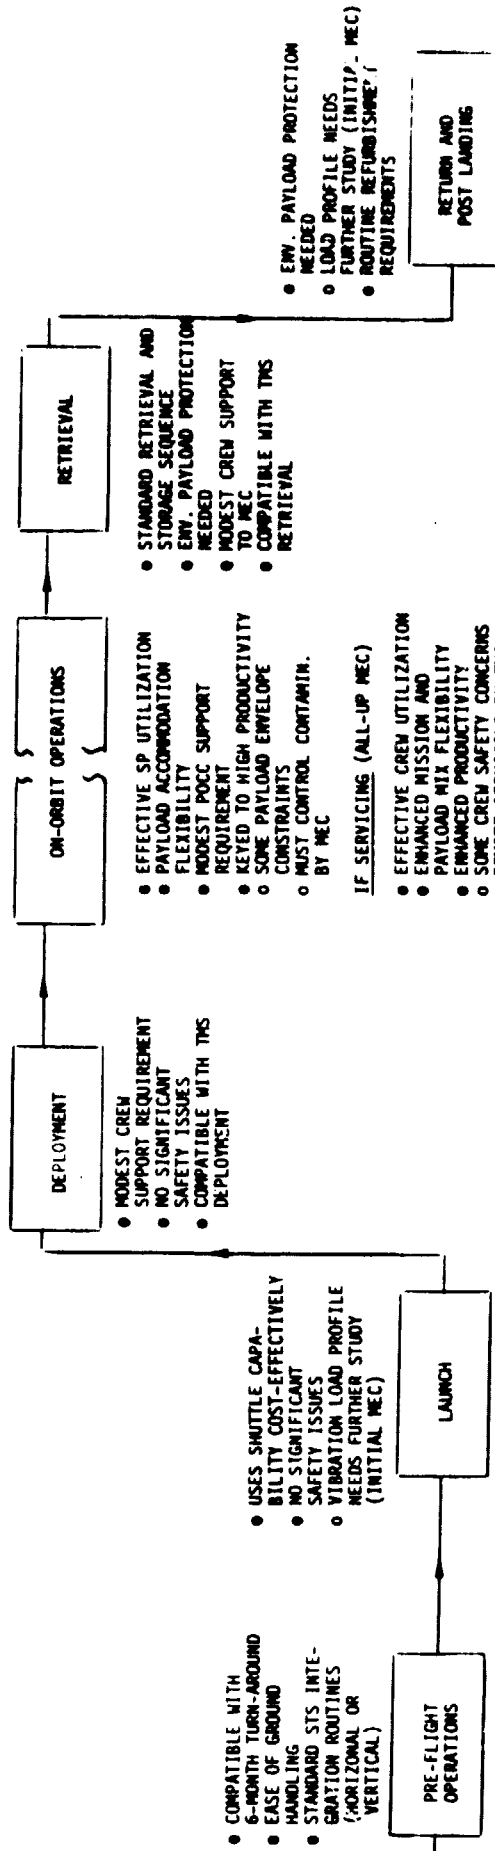 ● COMPATIBLE WITH
6-MONTH TURN-AROUND
● EASE OF GROUND
HANDLING
● STANDARD STS INTE-
GRATION ROUTINES
(HORIZONAL OR
VERTICAL)
PRE-FLIGHT
OPERATIONS
● USES SHUTTLE CAPA-
BILITY COST-EFFECTIVELY
● NO SIGNIFICANT
SAFETY ISSUES
○ VIBRATION LOAD PROFILE
NEEDS FURTHER STUDY
(INITIAL MEC)
LAUNCH
DEPLOYMENT
● MODEST CREW
SUPPORT REQUIREMENT
● NO SIGNIFICANT
SAFETY ISSUES
● COMPATIBLE WITH TMS
DEPLOYMENT
ON-ORBIT OPERATIONS
● EFFECTIVE SP UTILIZATION
● PAYLOAD ACCOMMODATION
FLEXIBILITY
● MODEST POCC SUPPORT
REQUIREMENT
● KEYED TO HIGH PRODUCTIVITY
○ SOME PAYLOAD ENVELOPE
CONSTRAINTS
○ MUST CONTROL CONTAMIN.
BY MEC
IF SERVICING (ALL-UP MEC)
● EFFECTIVE CREW UTILIZATION
● ENHANCED MISSION AND
PAYLOAD MIX FLEXIBILITY
● ENHANCED PRODUCTIVITY
○ SOME CREW SAFETY CONCERNS
RETRIEVAL
● STANDARD RETRIEVAL AND
STORAGE SEQUENCE
● ENV. PAYLOAD PROTECTION
NEEDED
● MODEST CREW SUPPORT
TO MEC
● COMPATIBLE WITH TMS
RETRIEVAL
● ENV. PAYLOAD PROTECTION
NEEDED
○ LOAD PROFILE NEEDS
FURTHER STUDY (INITIAL MEC)
● ROUTINE REFURBISHMENT
REQUIREMENTS
RETURN AND
POST LANDING